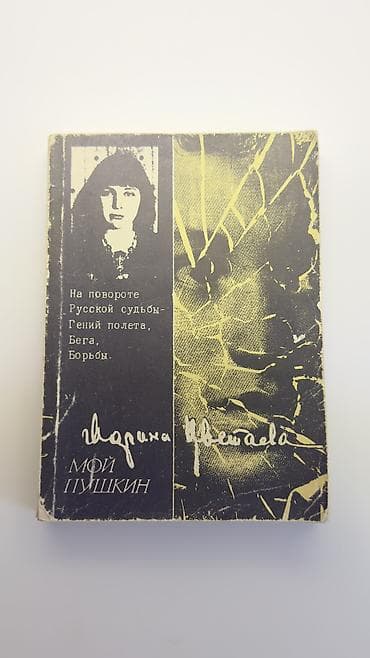 На повороте
Русской судьбы-
Гений полета,
Бега,
Борьбы.
Марина Цветаева
МОЙ
ПУШКИН